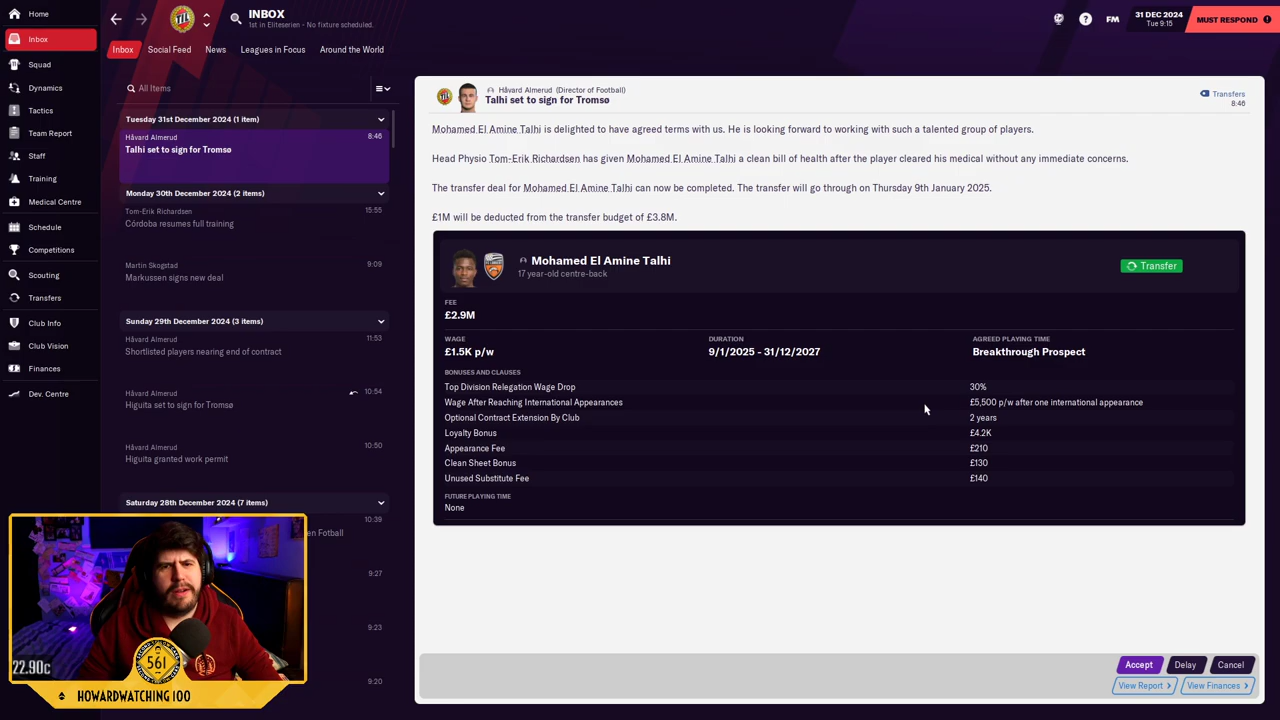 Home
Inbox
Squad
Dynamics
Tactics
Team Report
Staff
Training
Medical Centre
Schedule
Competitions
Scouting
Transfers
Club Info
Club Vision
Finances
Dev. Centre
TIL
INBOX
1st in Eliteserien - No fixture scheduled.
FM
31 DEC 2024
Tue 9:15
MUST RESPOND
Inbox
Social Feed
News
Leagues in Focus
Around the World
All Items
Tuesday 31st December 2024 (1 item)
Håvard Almerud
8:46
Talhi set to sign for Tromsø
Monday 30th December 2024 (2 items)
Tom-Erik Richardsen
15:55
Córdoba resumes full training
Martin Skogstad
9:09
Markussen signs new deal
Sunday 29th December 2024 (3 items)
Håvard Almerud
11:53
Shortlisted players nearing end of contract
Håvard Almerud
10:54
Higuita set to sign for Tromsø
Håvard Almerud
10:50
Higuita granted work permit
Saturday 28th December 2024 (7 items)
10:39
en Fotball
9:27
9:23
9:20
Håvard Almerud (Director of Football)
Talhi set to sign for Tromsø
Transfers
8:46
Mohamed El Amine Talhi is delighted to have agreed terms with us. He is looking forward to working with such a talented group of players.
Head Physio Tom-Erik Richardsen has given Mohamed El Amine Talhi a clean bill of health after the player cleared his medical without any immediate concerns.
The transfer deal for Mohamed El Amine Talhi can now be completed. The transfer will go through on Thursday 9th January 2025.
£1M will be deducted from the transfer budget of £3.8M.
Mohamed El Amine Talhi
17 year-old centre-back
Transfer
FEE
£2.9M
WAGE
£1.5K p/w
DURATION
9/1/2025 - 31/12/2027
AGREED PLAYING TIME
Breakthrough Prospect
BONUSES AND CLAUSES
Top Division Relegation Wage Drop
30%
Wage After Reaching International Appearances
£5,500 p/w after one international appearance
Optional Contract Extension By Club
2 years
Loyalty Bonus
£4.2K
Appearance Fee
£210
Clean Sheet Bonus
£130
Unused Substitute Fee
£140
FUTURE PLAYING TIME
None
Accept
Delay
Cancel
View Report
View Finances
22.90c
561
HOWARDWATCHING 100